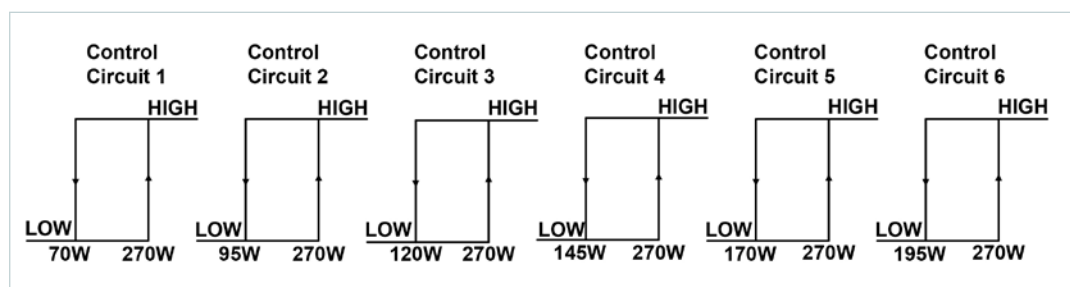 Control
Circuit 1
HIGH
LOW
70W 270W
Control
Circuit 2
HIGH
LOW
95W 270W
Control
Circuit 3
HIGH
LOW
120W 270W
Control
Circuit 4
HIGH
LOW
145W 270W
Control
Circuit 5
HIGH
LOW
170W 270W
Control
Circuit 6
HIGH
LOW
195W 270W